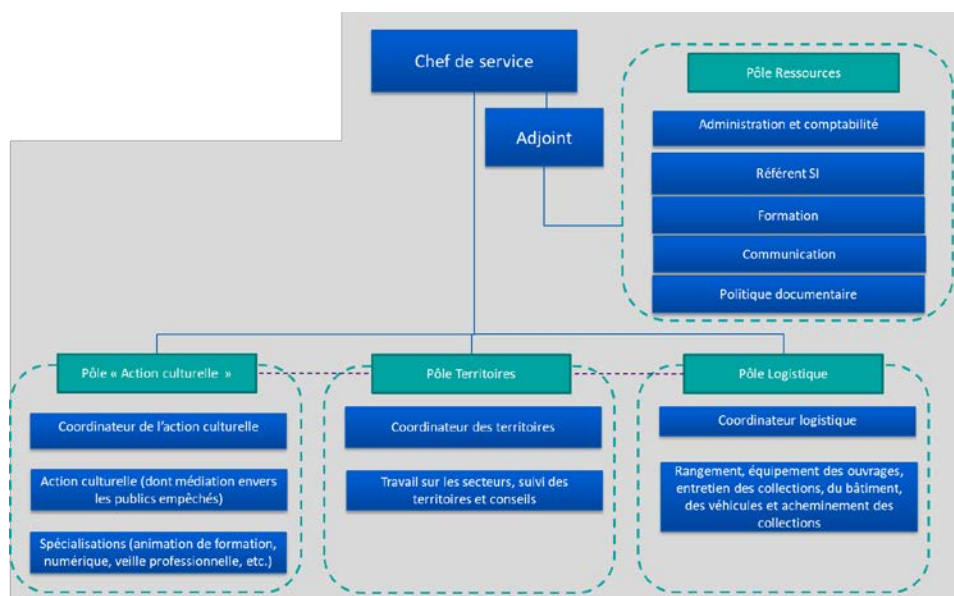 Chef de service
Adjoint
Pôle Ressources
Administration et comptabilité
Référent SI
Formation
Communication
Politique documentaire
Pôle « Action culturelle »
Coordinateur de l'action culturelle
Action culturelle (dont médiation envers
les publics empêchés)
Spécialisations (animation de formation,
numérique, veille professionnelle, etc.)
Pôle Territoires
Coordinateur des territoires
Travail sur les secteurs, suivi des
territoires et conseils
Pôle Logistique
Coordinateur logistique
Rangement, équipement des ouvrages,
entretien des collections, du bâtiment,
des véhicules et acheminement des
collections